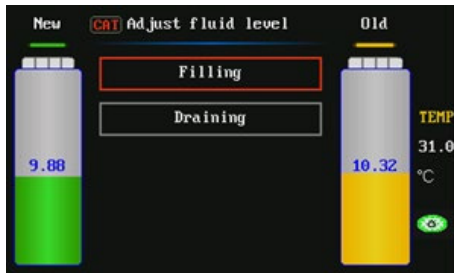 New
CAT Adjust fluid level
Old
Filling
Draining
TEMP
31.0
°C
9.88
10.32